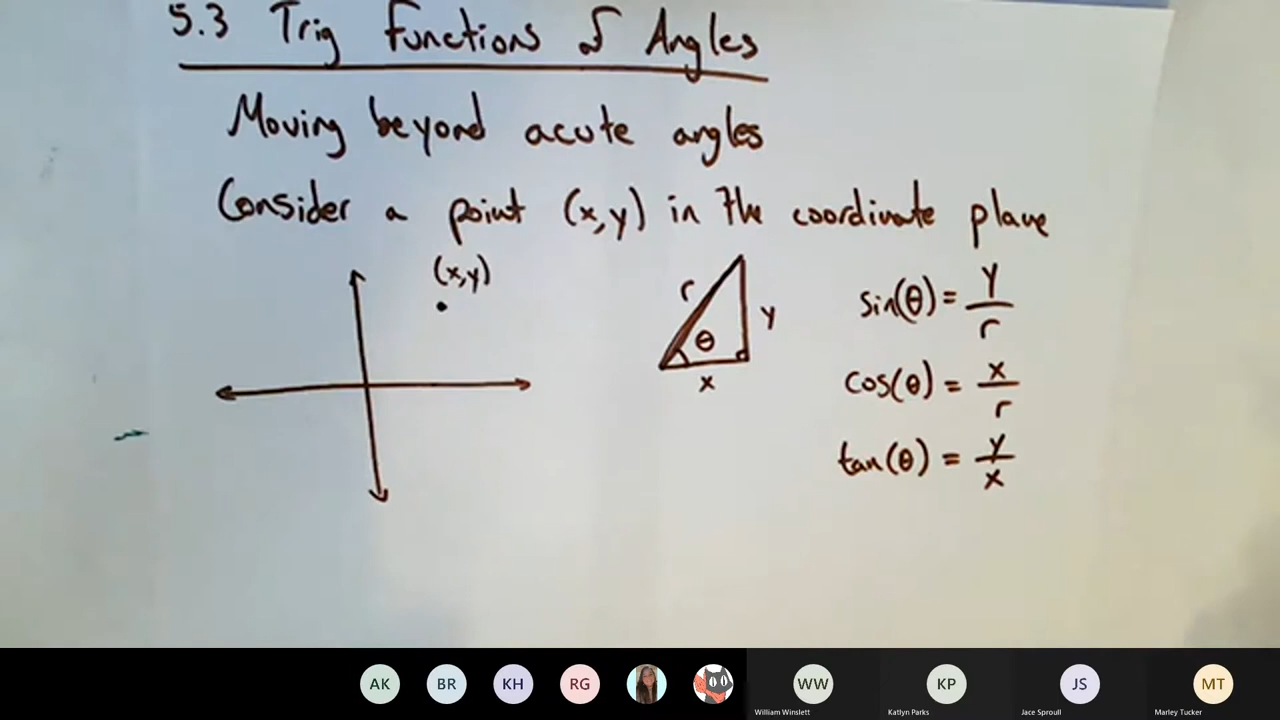 5.3 Trig Functions of Angles
Moving beyond acute angles
Consider a point (x,y) in the coordinate plane
(x,y)
r
θ
y
x
sin(θ) = y/r
cos(θ) = x/r
tan(θ) = y/x
AK BR KH RG WW KP JS MT
William Winslett Katlyn Parks Jace Sproull Marley Tucker